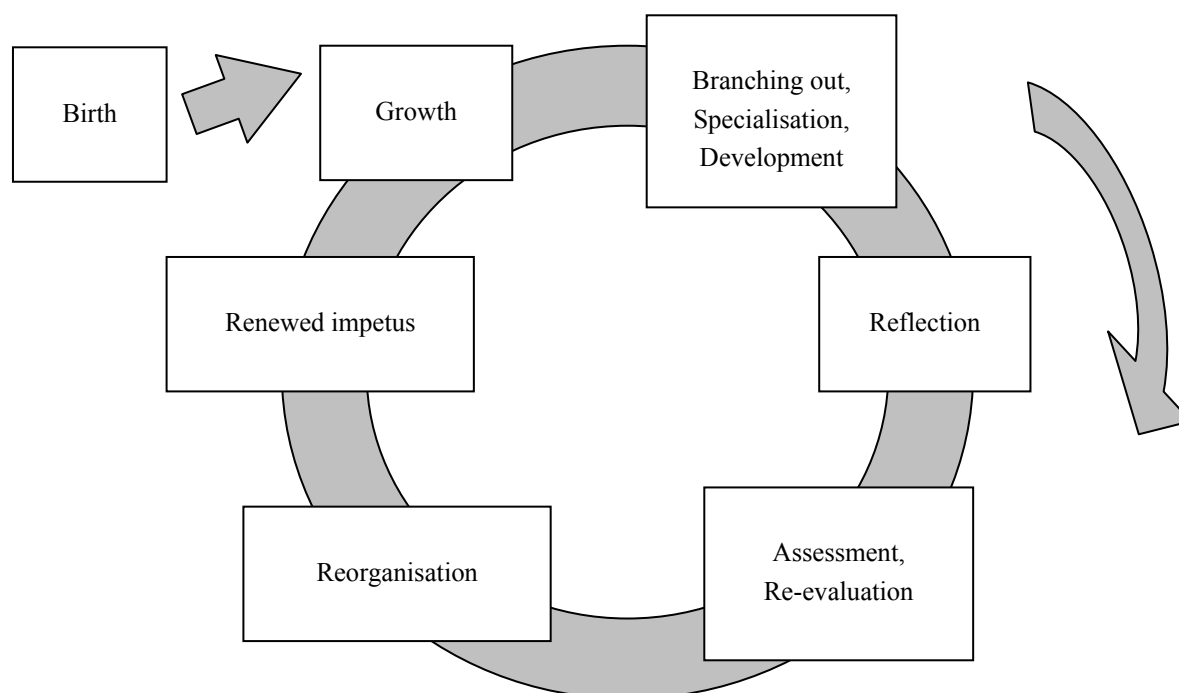 Birth
Growth
Branching out,
Specialisation,
Development
Reflection
Assessment,
Re-evaluation
Reorganisation
Renewed impetus